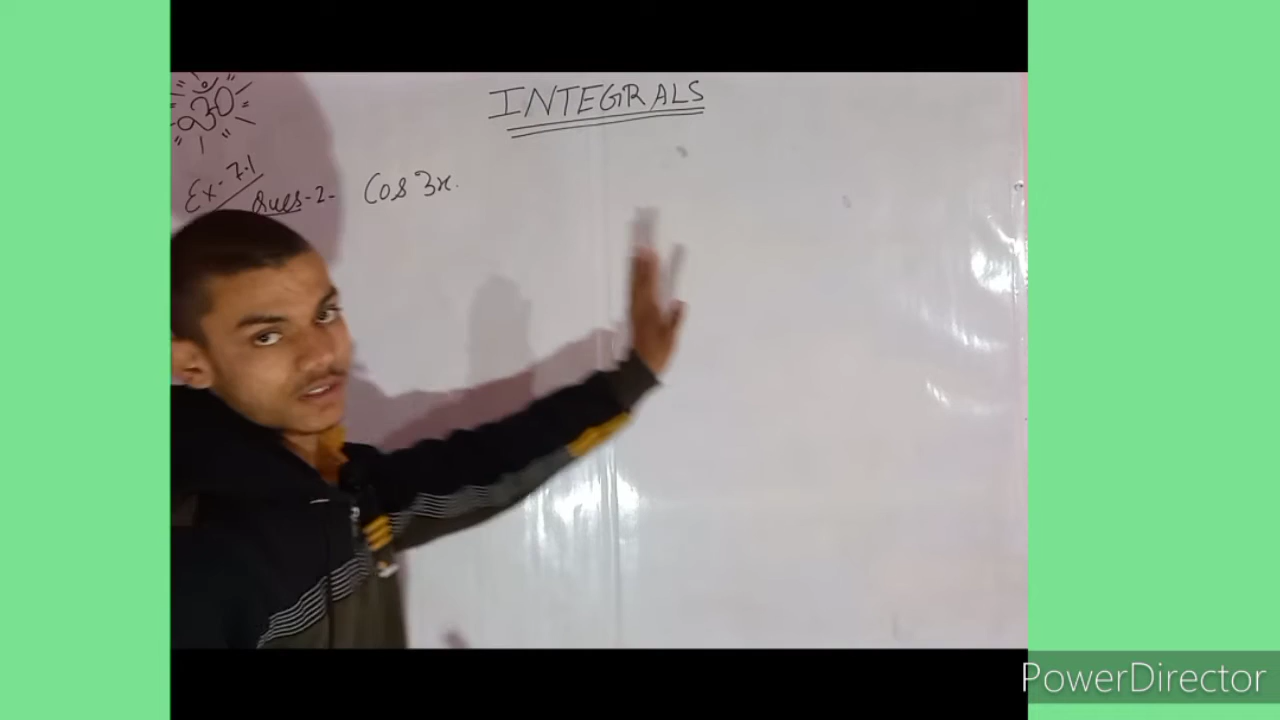 INTEGRALS
ॐ
Ex-7.1
Ques-2- Cos 3x.
PowerDirector